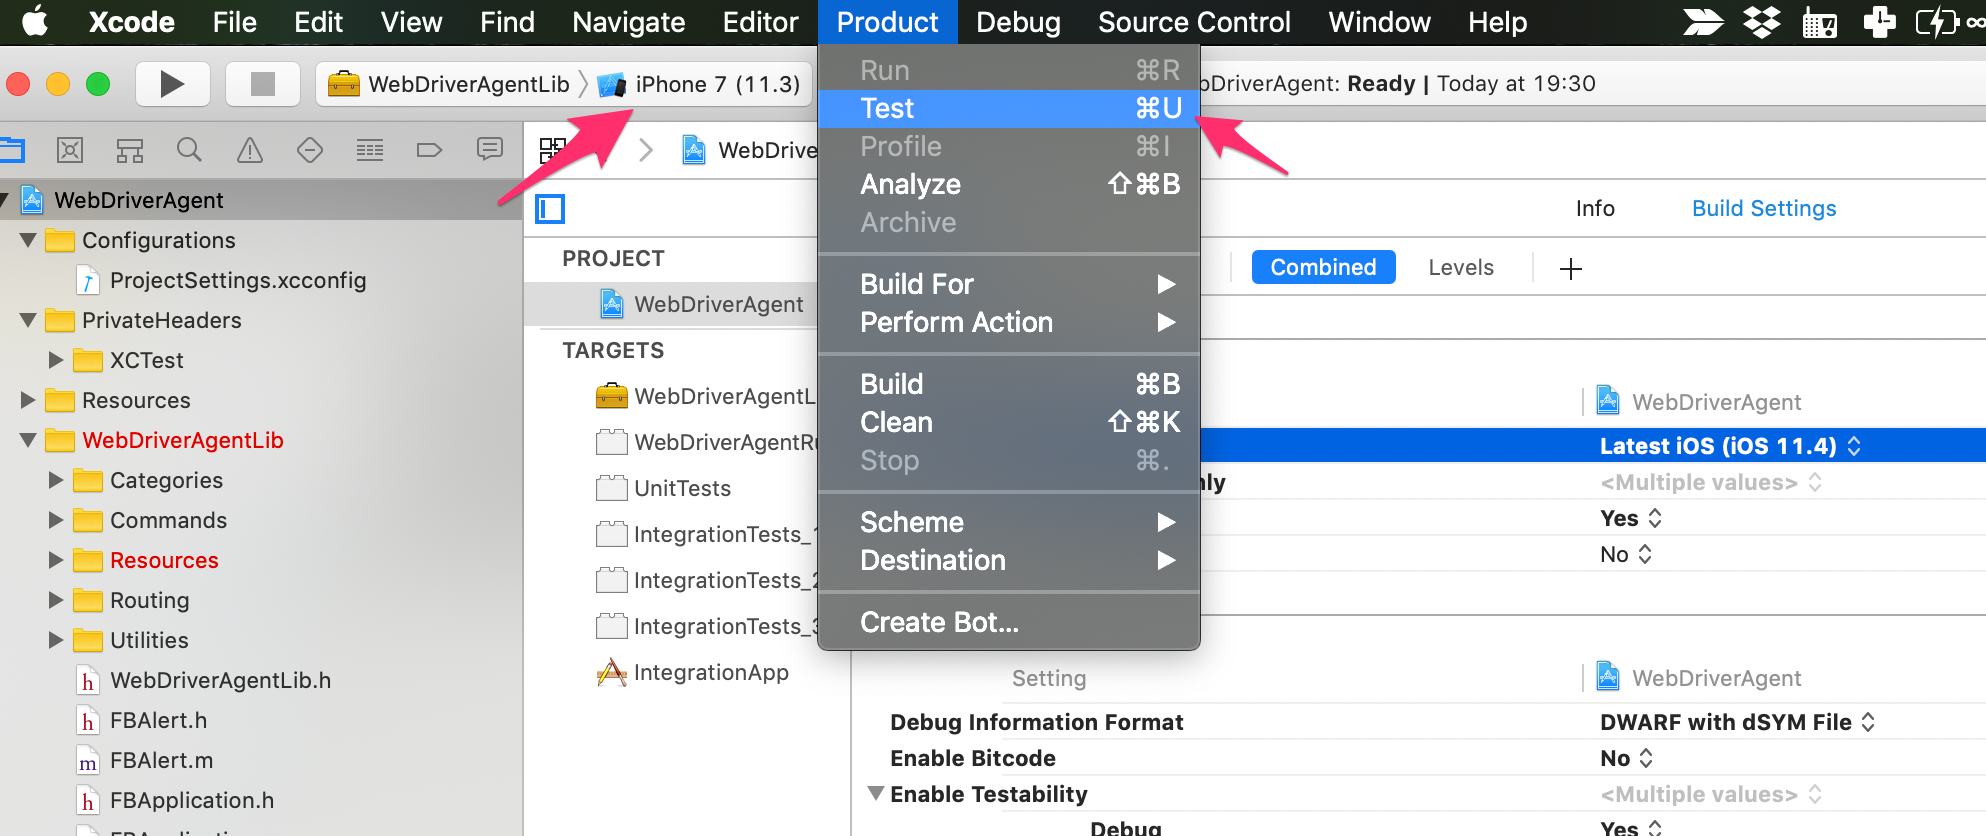 Xcode File Edit View Find Navigate Editor Product Debug Source Control Window Help
WebDriverAgentLib iPhone 7 (11.3)
bDriverAgent: Ready | Today at 19:30
Run ⌘R
Test ⌘U
Profile ⌘I
Analyze ⇧⌘B
Archive
Build For
Perform Action
Build ⌘B
Clean ⇧⌘K
Stop ⌘.
Scheme
Destination
Create Bot...
WebDriverAgent
Configurations
ProjectSettings.xcconfig
PrivateHeaders
XCTest
Resources
WebDriverAgentLib
Categories
Commands
Resources
Routing
Utilities
h WebDriverAgentLib.h
h FBAlert.h
m FBAlert.m
h FBApplication.h
WebDrive
PROJECT
WebDriverAgent
TARGETS
WebDriverAgentL
WebDriverAgentRu
UnitTests
IntegrationTests_1
IntegrationTests_2
IntegrationTests_3
IntegrationApp
Info Build Settings
Combined Levels +
WebDriverAgent
Latest iOS (iOS 11.4)
nly <Multiple values>
Yes
No
Setting WebDriverAgent
Debug Information Format DWARF with dSYM File
Enable Bitcode No
Enable Testability <Multiple values>
Debug Yes